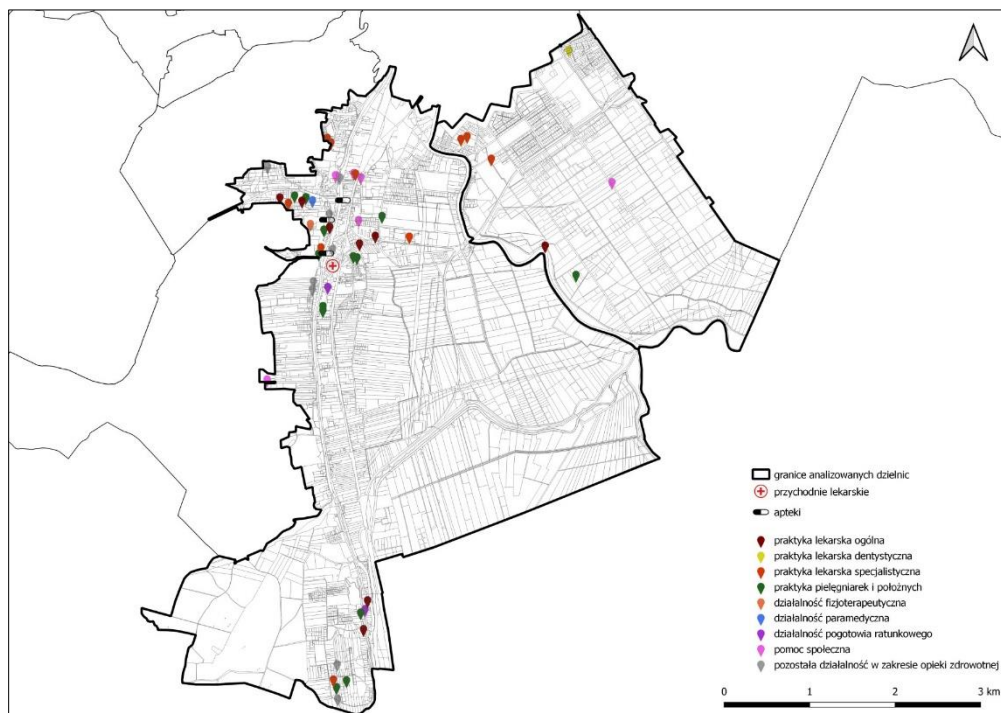 granice analizowanych dzielnic
przychodnie lekarskie
apteki
praktyka lekarska ogólna
praktyka lekarska dentystyczna
praktyka lekarska specjalistyczna
praktyka pielęgniarek i położnych
działalność fizjoterapeutyczna
działalność paramedyczna
działalność pogotowia ratunkowego
pomoc społeczna
pozostała działalność w zakresie opieki zdrowotnej
0 1 2 3 km